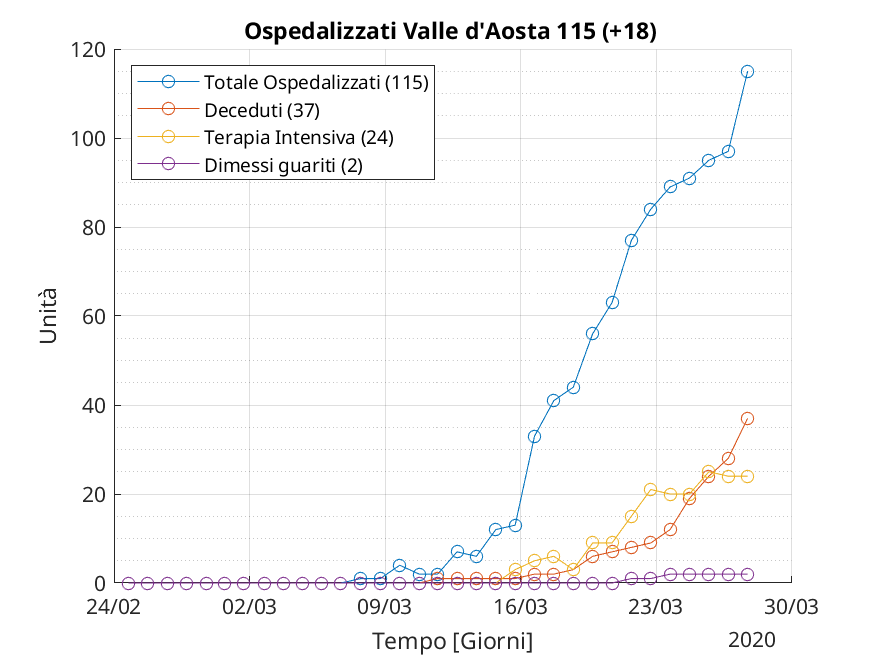 Ospedalizzati Valle d'Aosta 115 (+18)
120
100
80
60
40
20
0
Unità
Totale Ospedalizzati (115)
Deceduti (37)
Terapia Intensiva (24)
Dimessi guariti (2)
24/02 02/03 09/03 16/03 23/03 30/03
Tempo [Giorni]
2020